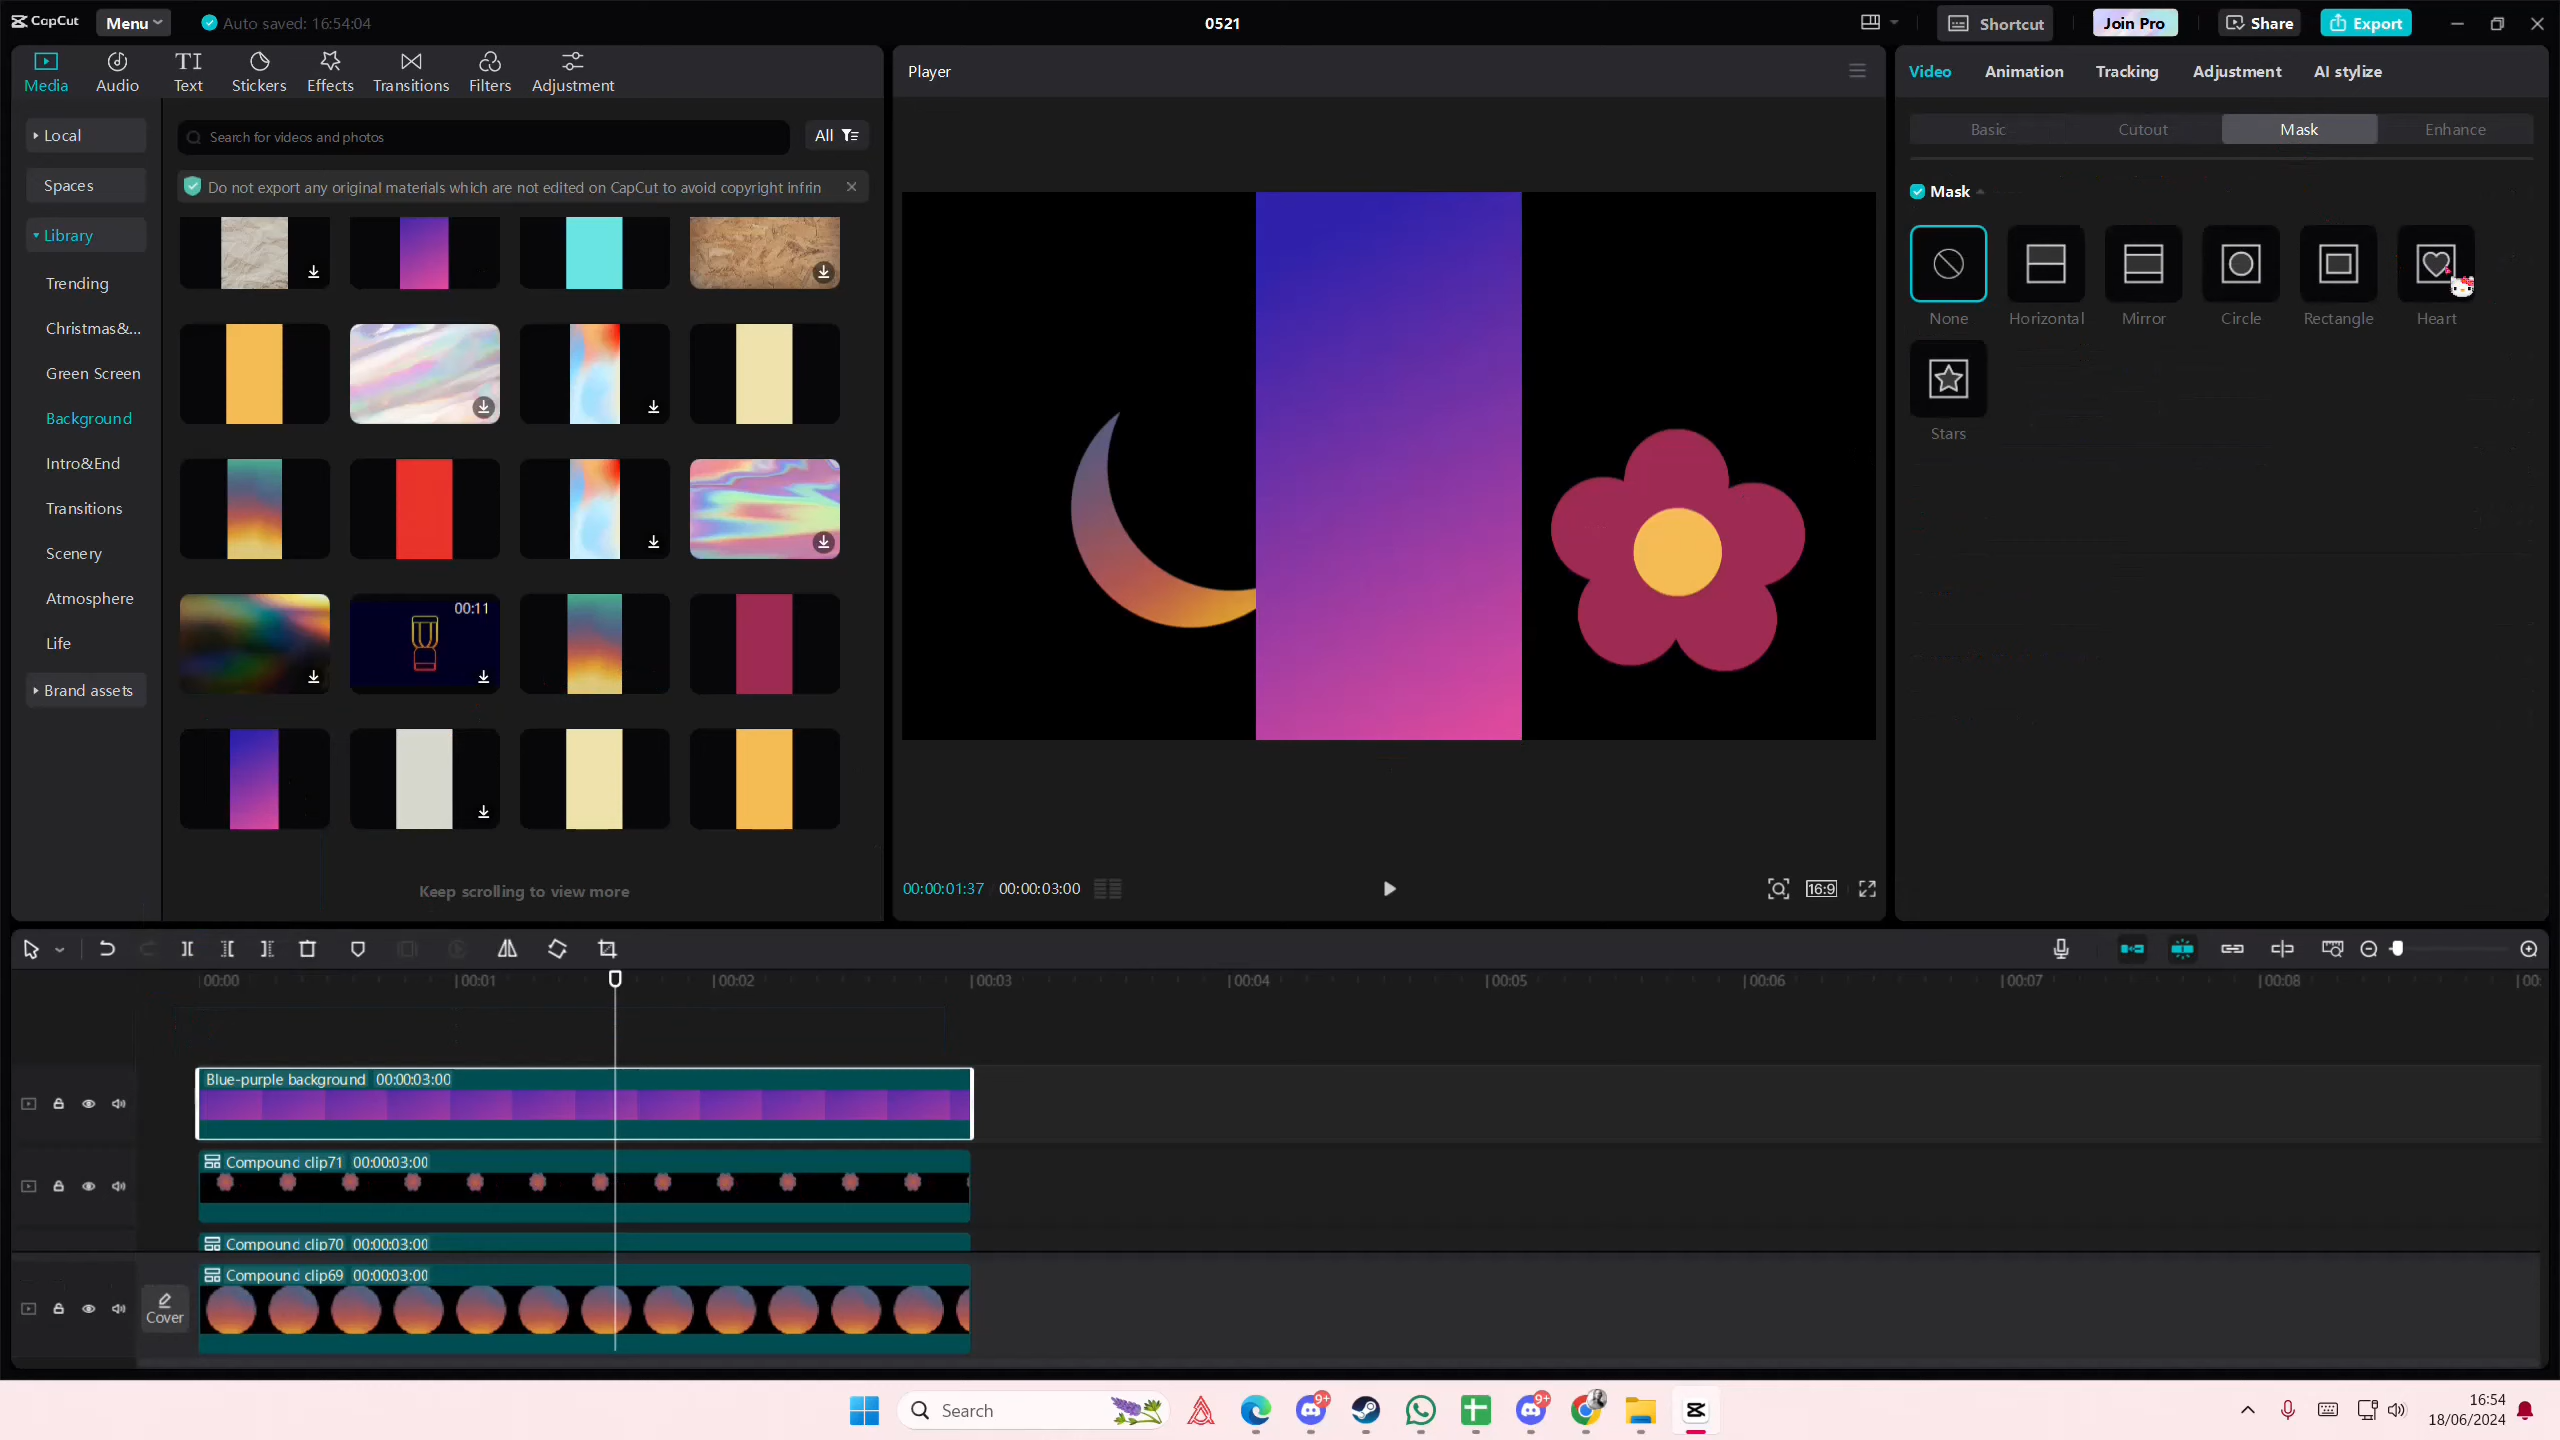 CapCut
Menu
Auto saved: 16:54:04
0521
Shortcut
Join Pro
Share
Export
Media
Audio
Text
Stickers
Effects
Transitions
Filters
Adjustment
Local
Spaces
Library
Trending
Christmas&...
Green Screen
Background
Intro&End
Transitions
Scenery
Atmosphere
Life
Brand assets
Search for videos and photos
All
Do not export any original materials which are not edited on CapCut to avoid copyright infrin
00:11
Keep scrolling to view more
Player
00:00:01:37
00:00:03:00
16:9
Video
Animation
Tracking
Adjustment
AI stylize
Basic
Cutout
Mask
Enhance
Mask
None
Horizontal
Mirror
Circle
Rectangle
Heart
Stars
00:00
00:01
00:02
00:03
00:04
00:05
00:06
00:07
00:08
00:
Blue-purple background 00:00:03:00
Compound clip71 00:00:03:00
Compound clip70 00:00:03:00
Compound clip69 00:00:03:00
Cover
Search
9+
9+
16:54
18/06/2024